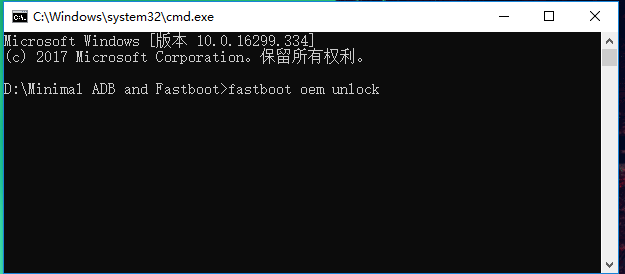 C:\Windows\system32\cmd.exe
Microsoft Windows [版本 10.0.16299.334]
(c) 2017 Microsoft Corporation。保留所有权利。
D:\Minimal ADB and Fastboot>fastboot oem unlock